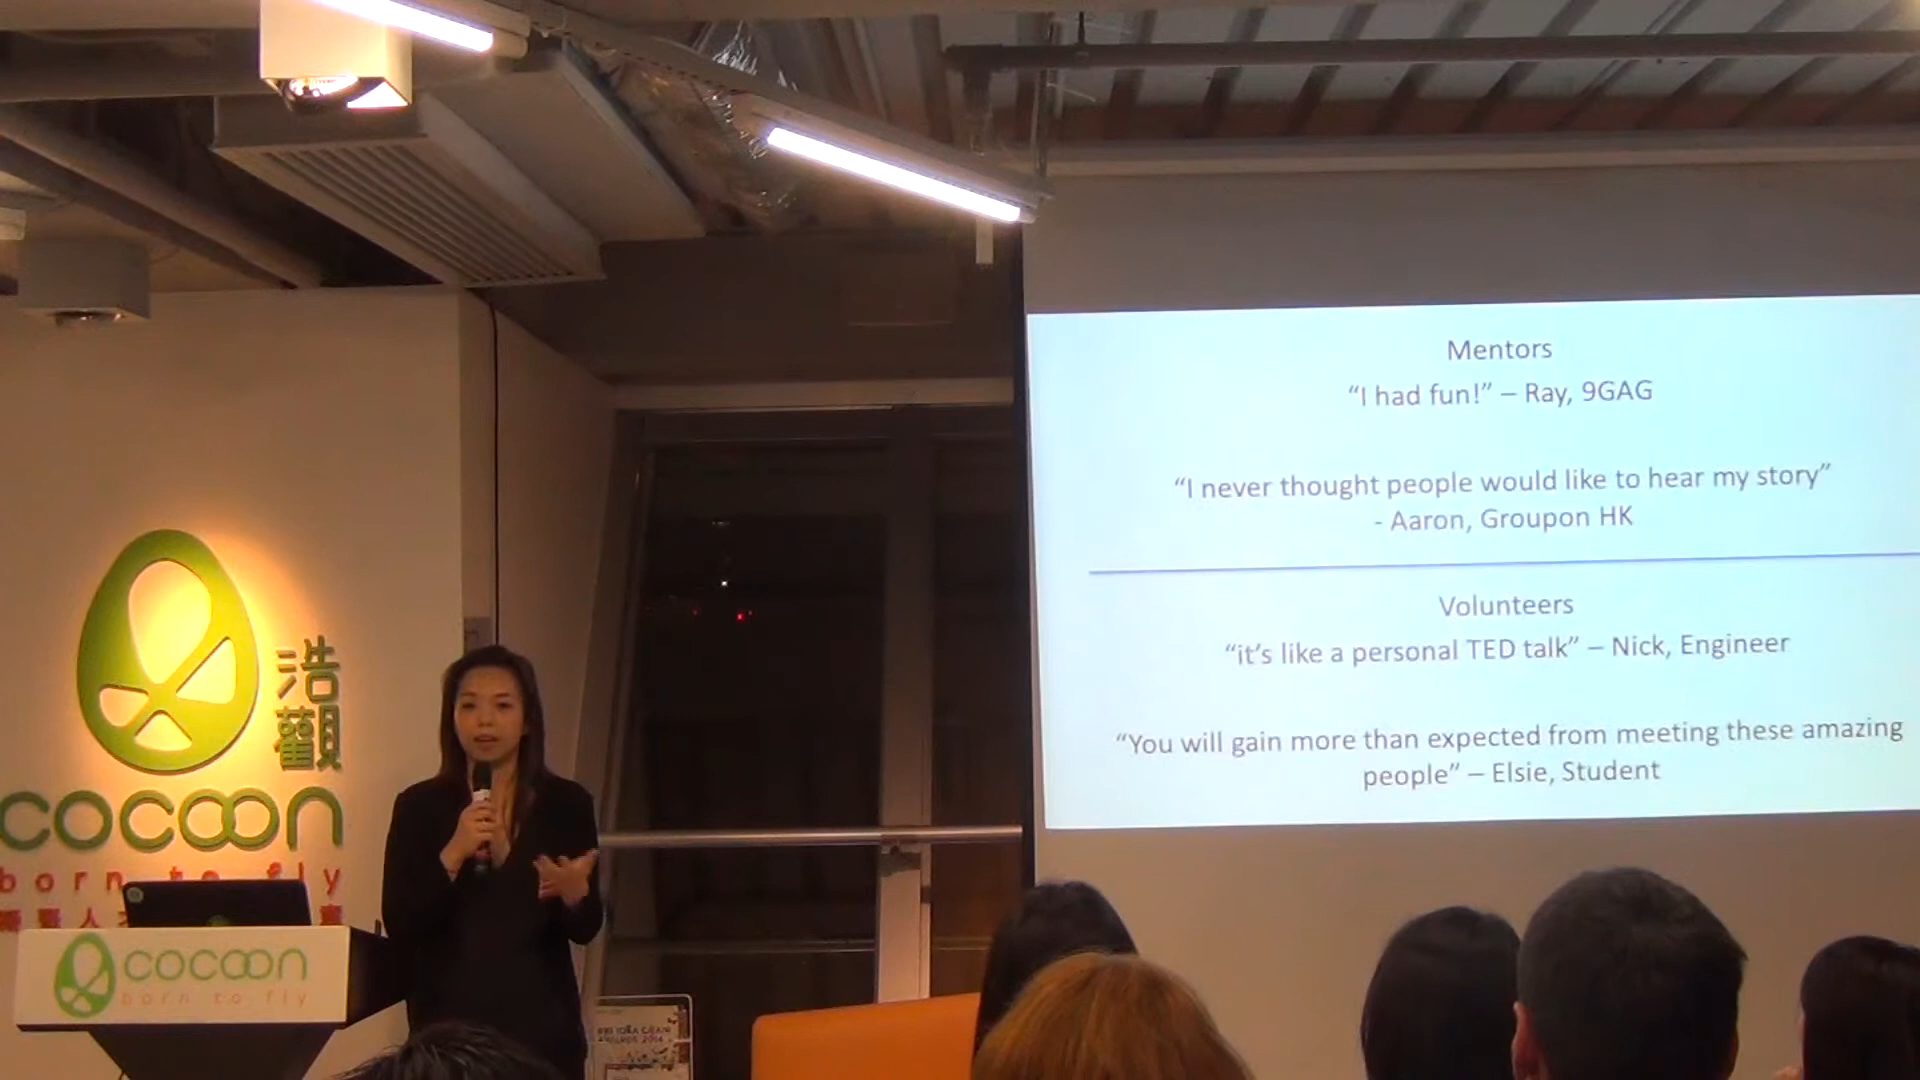 Mentors
“I had fun!” – Ray, 9GAG
“I never thought people would like to hear my story”
- Aaron, Groupon HK
Volunteers
“it’s like a personal TED talk” – Nick, Engineer
“You will gain more than expected from meeting these amazing
people” – Elsie, Student
浩
觀
cocoon
born to fly
人
cocoon
born to fly